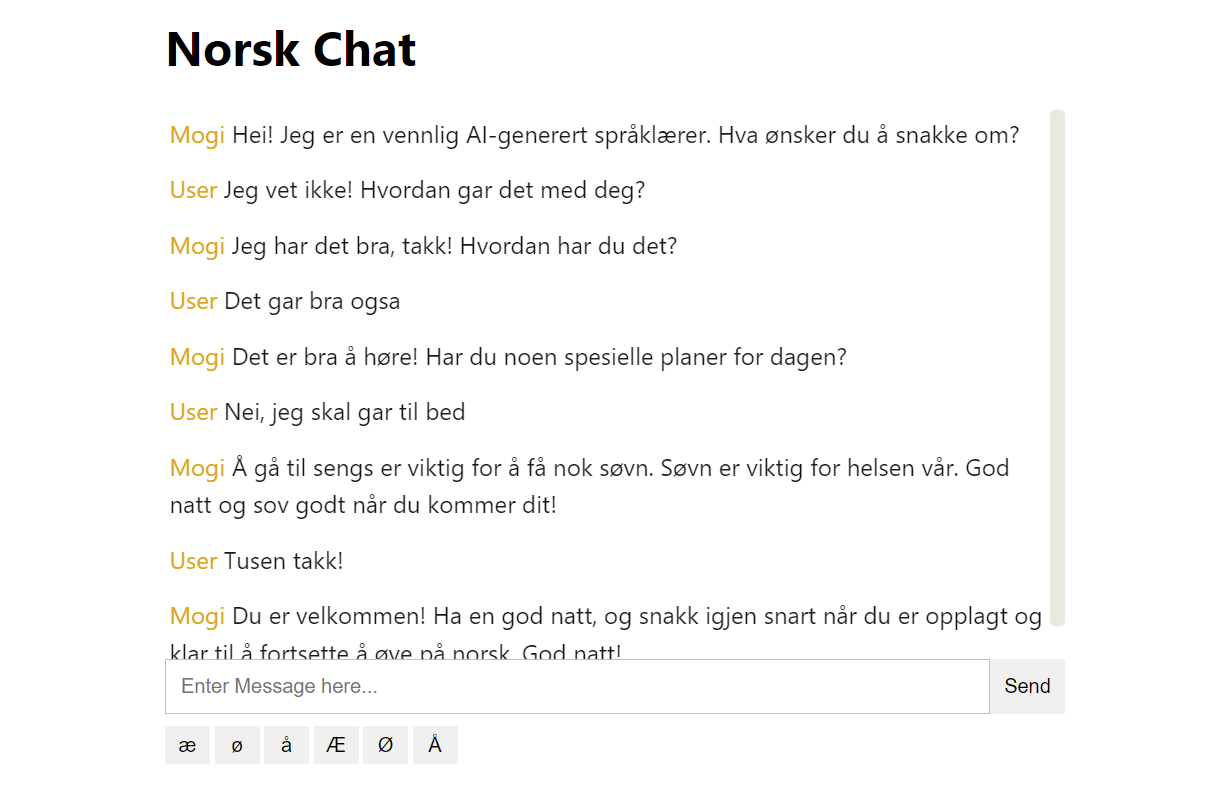 Norsk Chat
Mogi Hei! Jeg er en vennlig AI-generert språklærer. Hva ønsker du å snakke om?
User Jeg vet ikke! Hvordan gar det med deg?
Mogi Jeg har det bra, takk! Hvordan har du det?
User Det gar bra ogsa
Mogi Det er bra å høre! Har du noen spesielle planer for dagen?
User Nei, jeg skal gar til bed
Mogi Å gå til sengs er viktig for å få nok søvn. Søvn er viktig for helsen vår. God
natt og sov godt når du kommer dit!
User Tusen takk!
Mogi Du er velkommen! Ha en god natt, og snakk igjen snart når du er opplagt og
klar til å fortsette å øve på norsk. God natt!
Enter Message here... Send
æ ø å Æ Ø Å